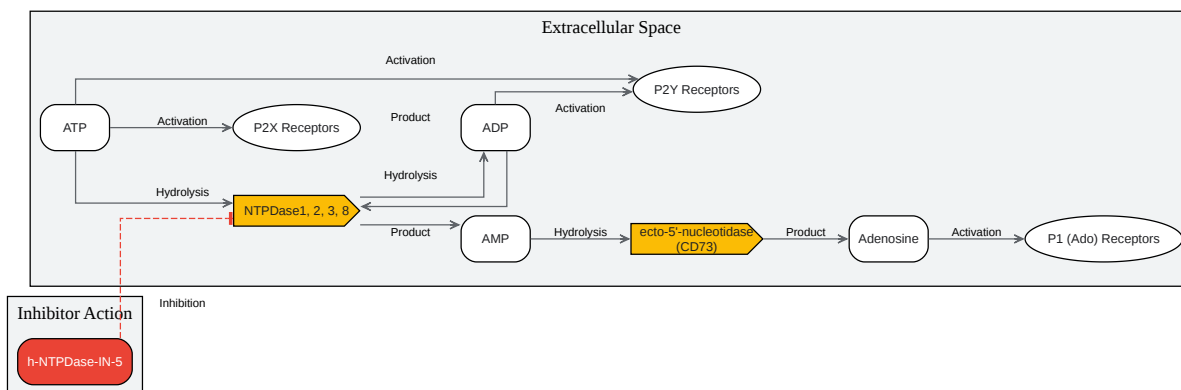 Extracellular Space
Activation
P2Y Receptors
Activation
Product
ATP
Activation
P2X Receptors
ADP
Hydrolysis
Hydrolysis
NTPDase1, 2, 3, 8
Product
AMP
Hydrolysis
ecto-5'-nucleotidase
(CD73)
Product
Adenosine
Activation
P1 (Ado) Receptors
Inhibition
Inhibitor Action
h-NTPDase-IN-5